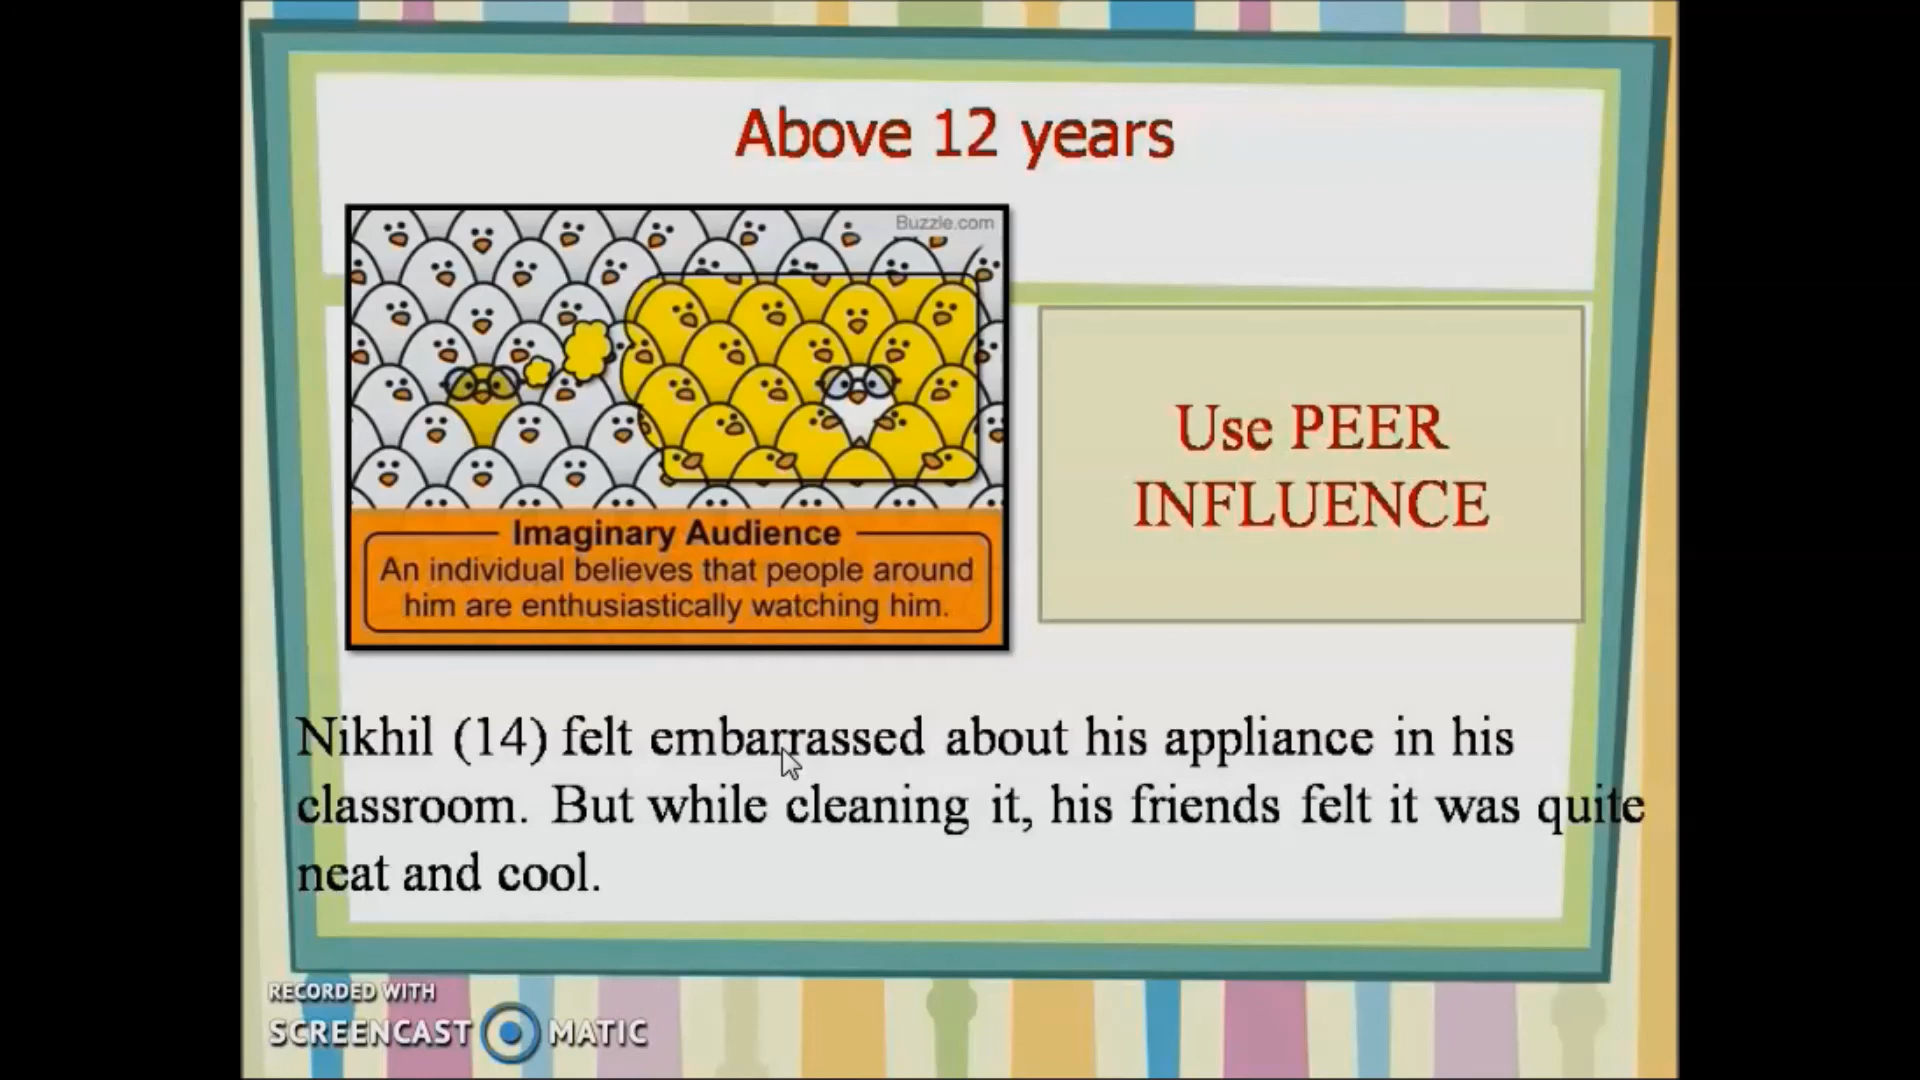 Above 12 years
Buzzle.com
Imaginary Audience
An individual believes that people around
him are enthusiastically watching him.
Use PEER
INFLUENCE
Nikhil (14) felt embarrassed about his appliance in his
classroom. But while cleaning it, his friends felt it was quite
neat and cool.
RECORDED WITH
SCREENCAST MATIC